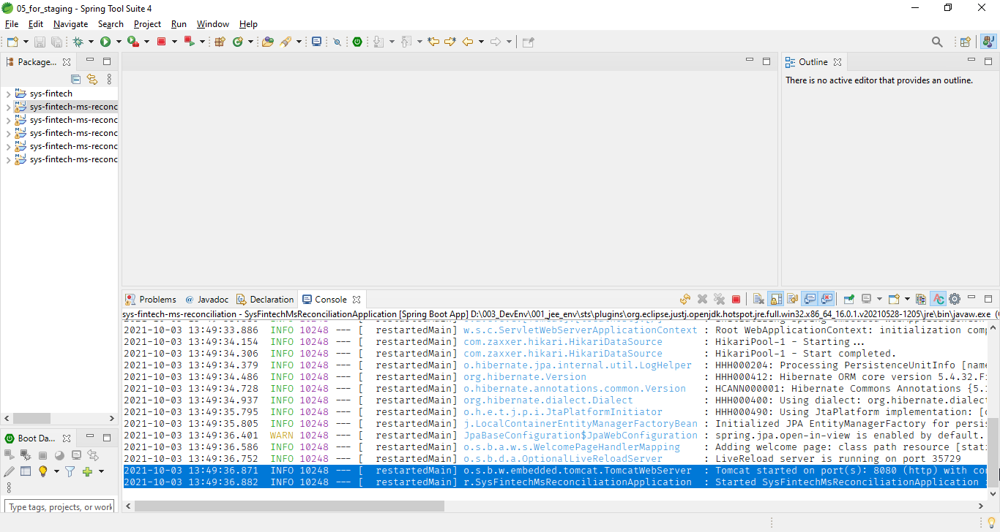 05_for_staging - Spring Tool Suite 4
File Edit Navigate Search Project Run Window Help
Package...
Outline
There is no active editor that provides an outline.
sys-fintech
sys-fintech-ms-reconc
sys-fintech-ms-reconc
sys-fintech-ms-reconc
sys-fintech-ms-reconc
sys-fintech-ms-reconc
Problems @ Javadoc Declaration Console
sys-fintech-ms-reconciliation - SysFintechMsReconciliationApplication [Spring Boot App] D:\003_DevEnv\001_jee_env\sts\plugins\org.eclipse.justj.openjdk.hotspot.jre.full.win32.x86_64_16.0.1.v20210528-1205\jre\bin\javaw.exe (
2021-10-03 13:49:33.886 INFO 10248 --- [ restartedMain] w.s.c.ServletWebServerApplicationContext : Root WebApplicationContext: initialization comp
2021-10-03 13:49:34.154 INFO 10248 --- [ restartedMain] com.zaxxer.hikari.HikariDataSource : HikariPool-1 - Starting...
2021-10-03 13:49:34.306 INFO 10248 --- [ restartedMain] com.zaxxer.hikari.HikariDataSource : HikariPool-1 - Start completed.
2021-10-03 13:49:34.379 INFO 10248 --- [ restartedMain] o.hibernate.jpa.internal.util.LogHelper : HHH000204: Processing PersistenceUnitInfo [name
2021-10-03 13:49:34.486 INFO 10248 --- [ restartedMain] org.hibernate.Version : HHH000412: Hibernate ORM core version 5.4.32.Fi
2021-10-03 13:49:34.728 INFO 10248 --- [ restartedMain] o.hibernate.annotations.common.Version : HCANN000001: Hibernate Commons Annotations {5.1
2021-10-03 13:49:34.937 INFO 10248 --- [ restartedMain] org.hibernate.dialect.Dialect : HHH000400: Using dialect: org.hibernate.dialect
2021-10-03 13:49:35.795 INFO 10248 --- [ restartedMain] o.h.e.t.j.p.i.JtaPlatformInitiator : HHH000490: Using JtaPlatform implementation: [o
2021-10-03 13:49:35.805 INFO 10248 --- [ restartedMain] j.LocalContainerEntityManagerFactoryBean : Initialized JPA EntityManagerFactory for persis
2021-10-03 13:49:36.401 WARN 10248 --- [ restartedMain] JpaBaseConfiguration$JpaWebConfiguration : spring.jpa.open-in-view is enabled by default.
2021-10-03 13:49:36.586 INFO 10248 --- [ restartedMain] o.s.b.a.w.s.WelcomePageHandlerMapping : Adding welcome page: class path resource [stati
2021-10-03 13:49:36.752 INFO 10248 --- [ restartedMain] o.s.b.d.a.OptionalLiveReloadServer : LiveReload server is running on port 35729
2021-10-03 13:49:36.871 INFO 10248 --- [ restartedMain] o.s.b.w.embedded.tomcat.TomcatWebServer : Tomcat started on port(s): 8080 (http) with con
2021-10-03 13:49:36.882 INFO 10248 --- [ restartedMain] r.SysFintechMsReconciliationApplication : Started SysFintechMsReconciliationApplication
Boot Da...
Type tags, projects, or work